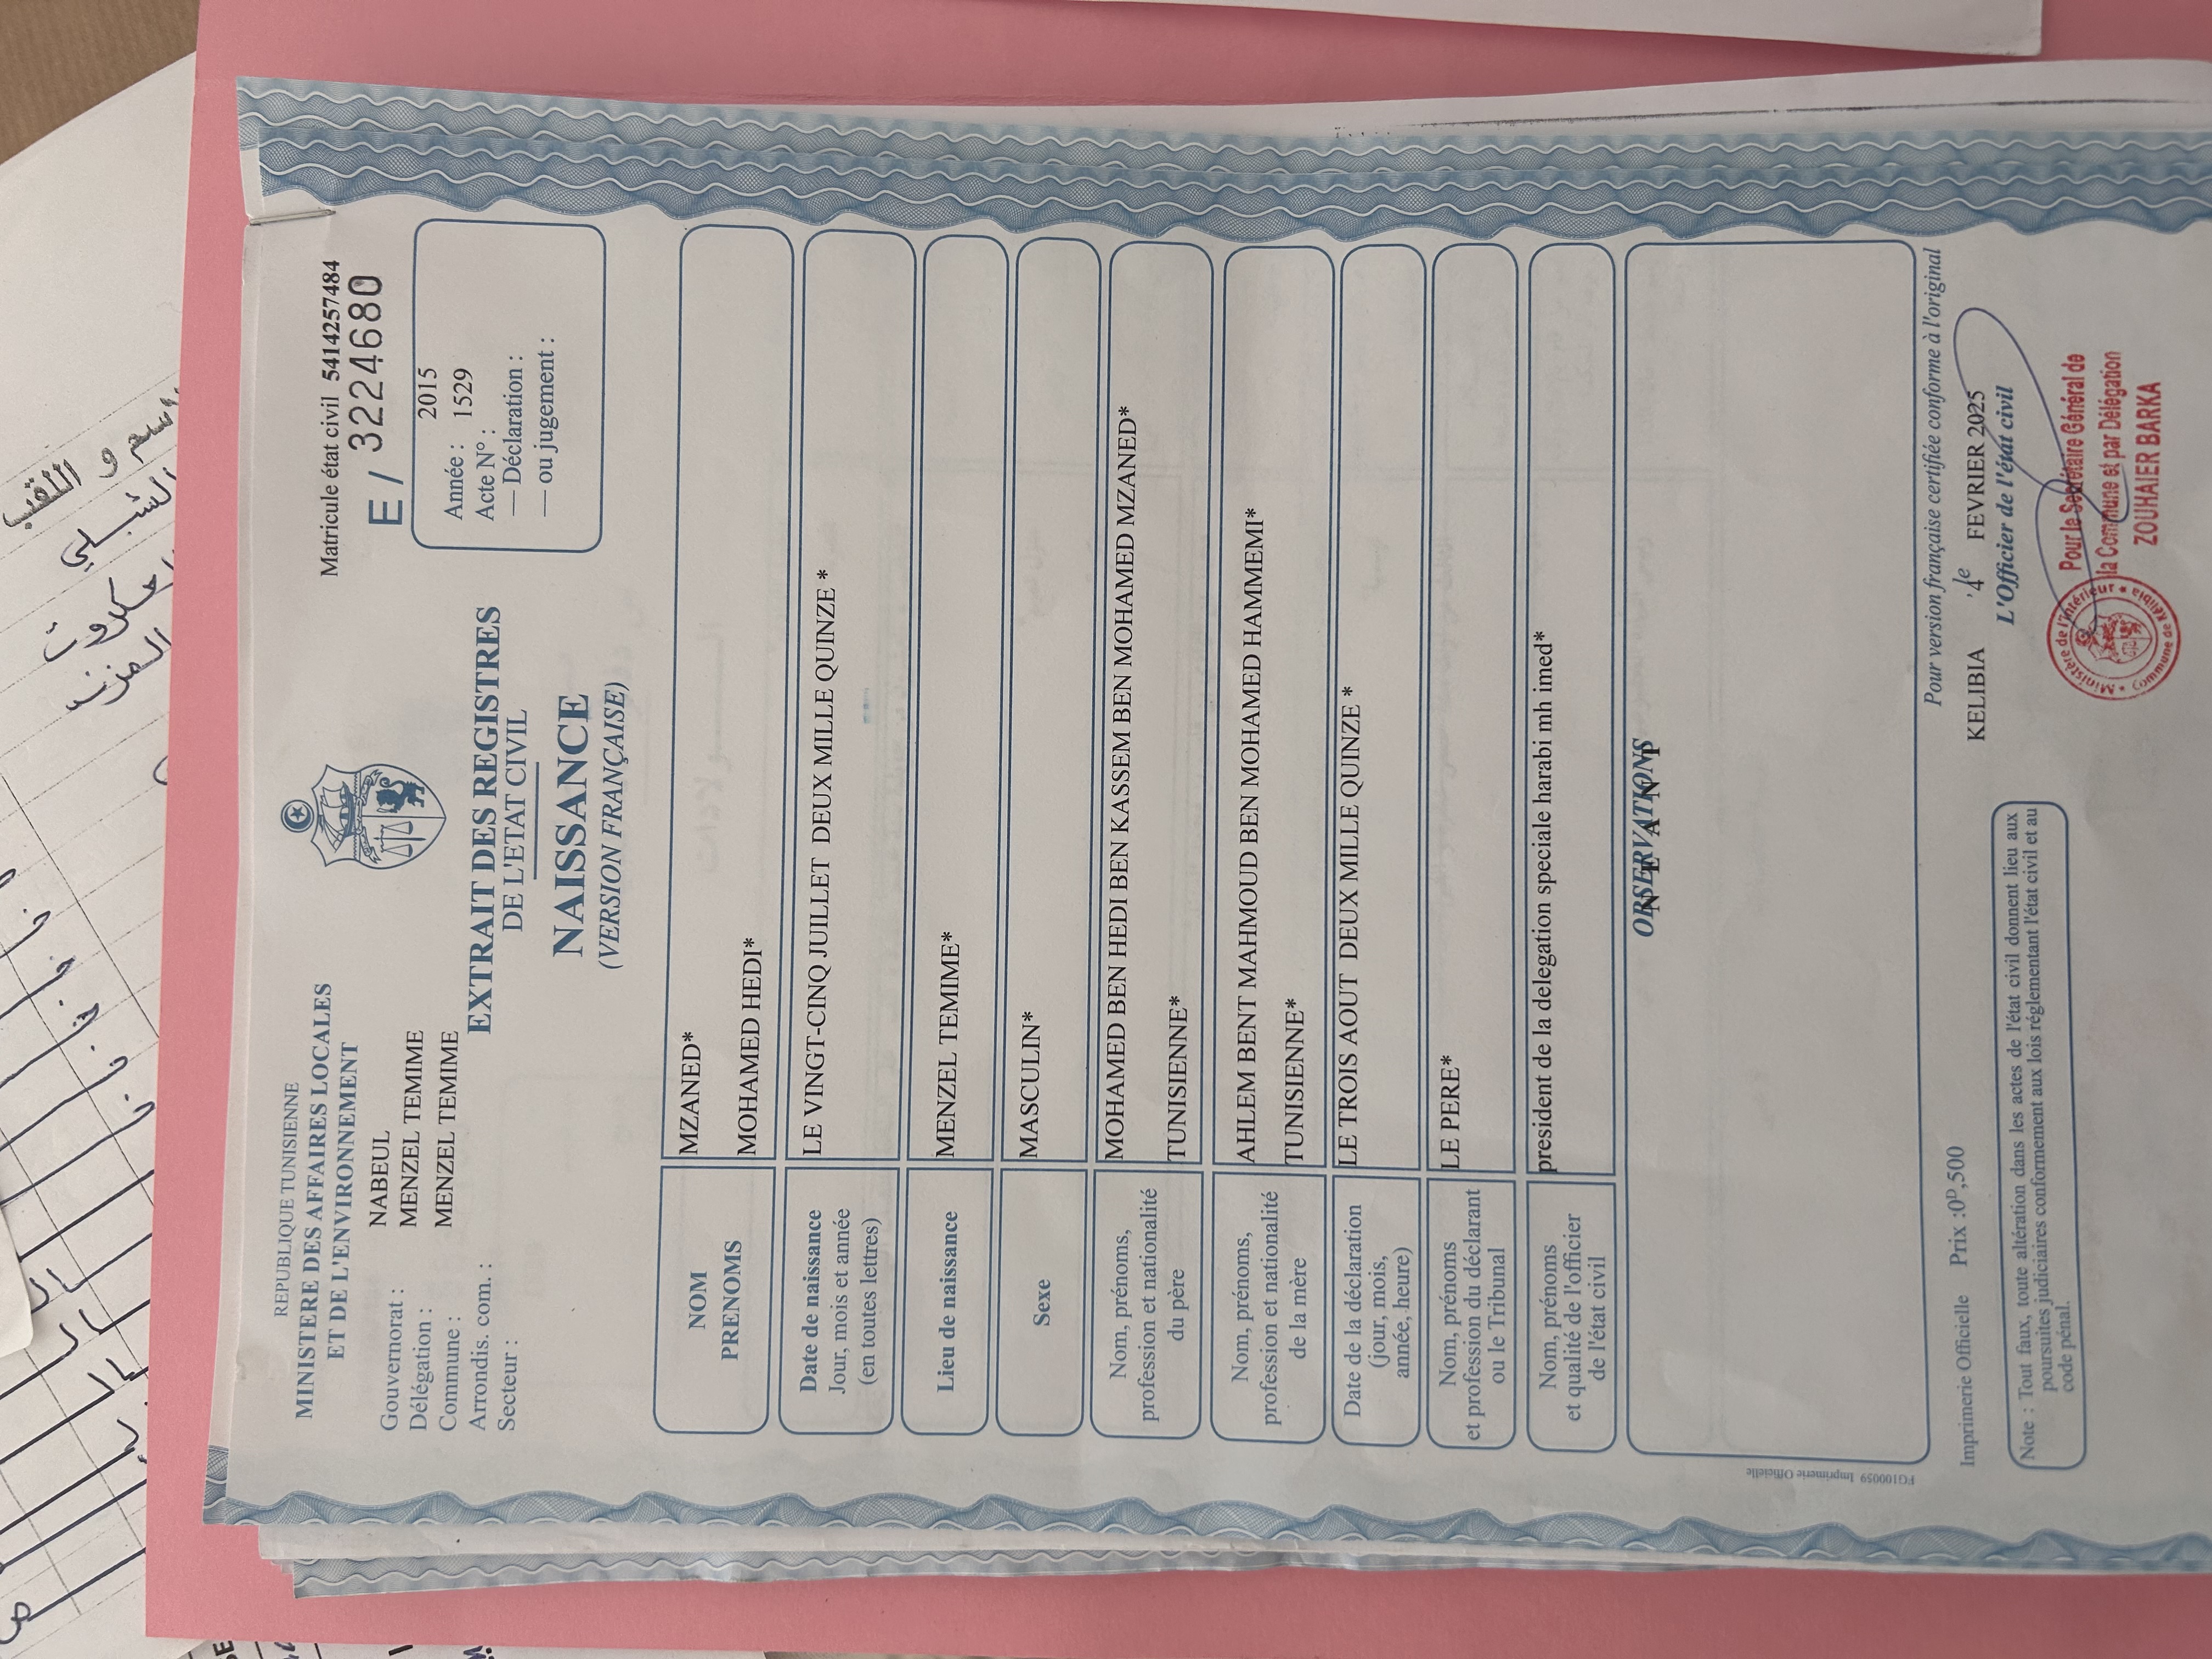 REPUBLIQUE TUNISIENNE
MINISTERE DES AFFAIRES LOCALES
ET DE L'ENVIRONNEMENT
Gouvernorat : NABEUL
Délégation : MENZEL TEMIME
Commune : MENZEL TEMIME
Arrondis. com. :
Secteur :
Matricule état civil 5414257484
E / 3224680
Année : 2015
Acte N° : 1529
— Déclaration :
— ou jugement :
EXTRAIT DES REGISTRES
DE L'ETAT CIVIL
NAISSANCE
(VERSION FRANÇAISE)
NOM MZANED*
PRENOMS MOHAMED HEDI*
Date de naissance
Jour, mois et année
(en toutes lettres)
LE VINGT-CINQ JUILLET DEUX MILLE QUINZE *
Lieu de naissance MENZEL TEMIME*
Sexe MASCULIN*
Nom, prénoms,
profession et nationalité
du père
MOHAMED BEN HEDI BEN KASSEM BEN MOHAMED MZANED*
TUNISIENNE*
Nom, prénoms,
profession et nationalité
de la mère
AHLEM BENT MAHMOUD BEN MOHAMED HAMMEMI*
TUNISIENNE*
Date de la déclaration
(jour, mois,
année, heure)
LE TROIS AOUT DEUX MILLE QUINZE *
Nom, prénoms
et profession du déclarant
ou le Tribunal
LE PERE*
Nom, prénoms
et qualité de l'officier
de l'état civil
president de la delegation speciale harabi mh imed*
OBSERVATIONS
N E A N T
FG100059 Imprimerie Officielle
Pour version française certifiée conforme à l'original
KELIBIA 4 le FEVRIER 2025
L'Officier de l'état civil
Pour le Secrétaire Général de
la Commune et par Délégation
ZOUHAIER BARKA
Ministère de l'Intérieur
Commune de Kélibia
Imprimerie Officielle Prix :0D,500
Note : Tout faux, toute altération dans les actes de l'état civil donnent lieu aux
poursuites judiciaires conformement aux lois réglementant l'état civil et au
code pénal.
اللقب و
الشبلي